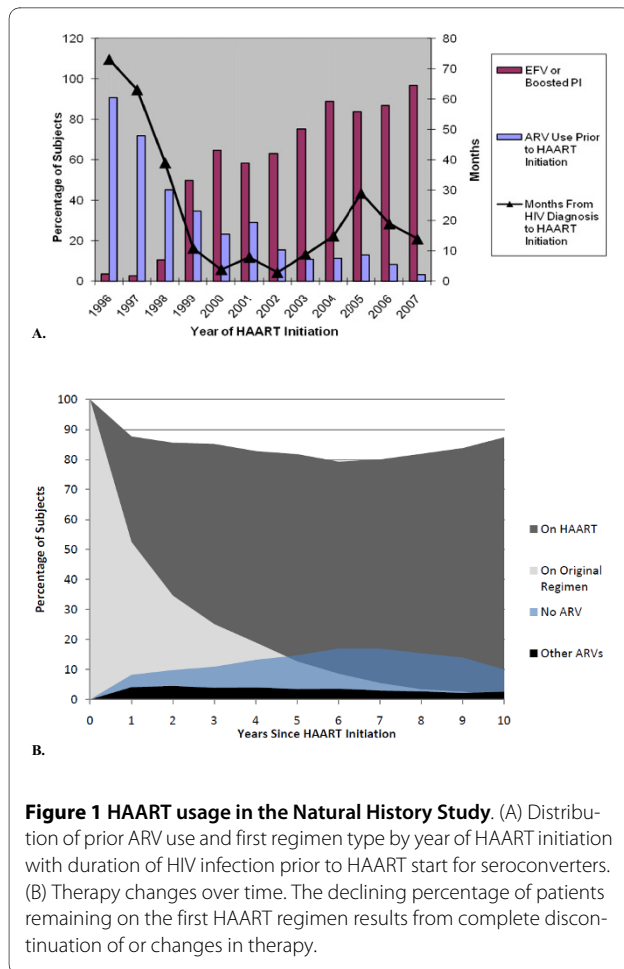 120
100
80
60
40
20
0
Percentage of Subjects
80
70
60
50
40
30
20
10
0
Months
1996
1997
1998
1999
2000
2001
2002
2003
2004
2005
2006
2007
Year of HAART Initiation
EFV or
Boosted PI
ARV Use Prior
to HAART
Initiation
Months From
HIV Diagnosis
to HAART
Initiation
A.
100
90
80
70
60
50
40
30
20
10
0
Percentage of Subjects
0 1 2 3 4 5 6 7 8 9 10
Years Since HAART Initiation
On HAART
On Original
Regimen
No ARV
Other ARVs
B.
Figure 1 HAART usage in the Natural History Study. (A) Distribu-
tion of prior ARV use and first regimen type by year of HAART initiation
with duration of HIV infection prior to HAART start for seroconverters.
(B) Therapy changes over time. The declining percentage of patients
remaining on the first HAART regimen results from complete discon-
tinuation of or changes in therapy.